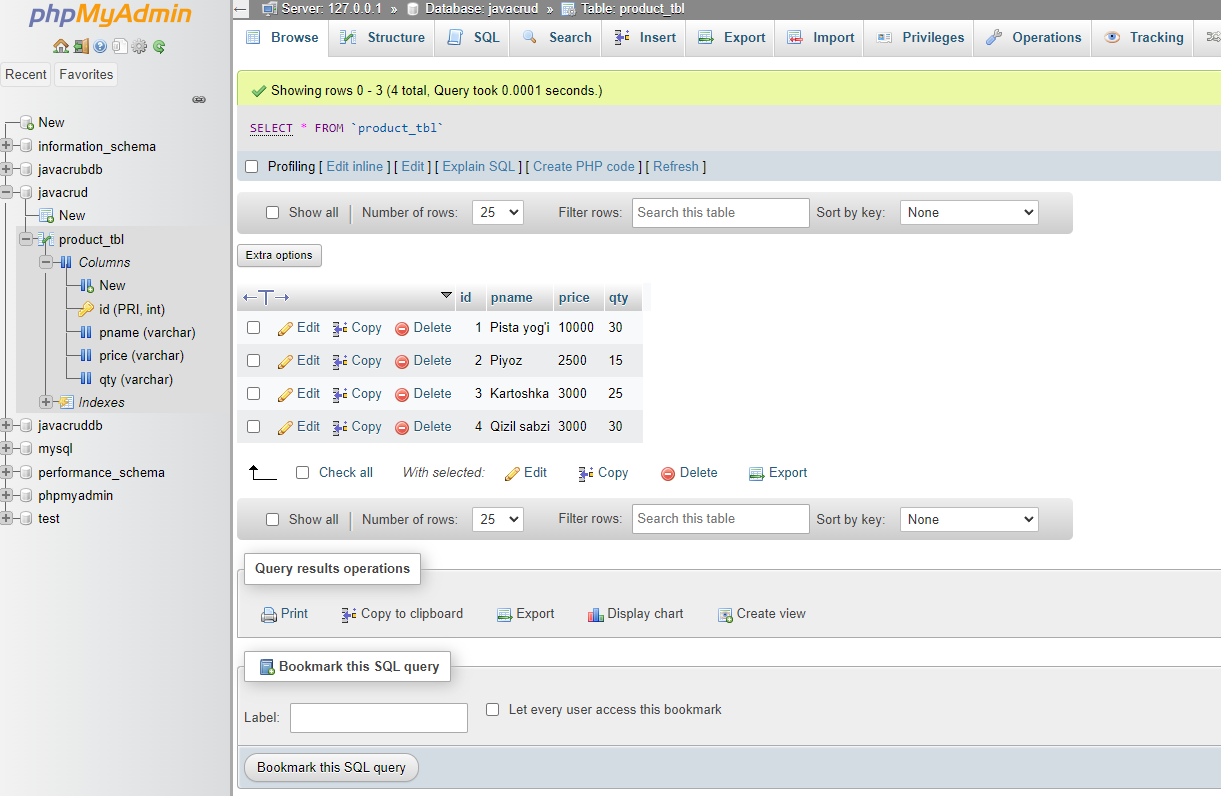 phpMyAdmin
Recent Favorites
New
information_schema
javacrubdb
javacrud
New
product_tbl
Columns
New
id (PRI, int)
pname (varchar)
price (varchar)
qty (varchar)
Indexes
javacruddb
mysql
performance_schema
phpmyadmin
test
Server: 127.0.0.1 » Database: javacrud » Table: product_tbl
Browse Structure SQL Search Insert Export Import Privileges Operations Tracking
Showing rows 0 - 3 (4 total, Query took 0.0001 seconds.)
SELECT * FROM `product_tbl`
Profiling [ Edit inline ] [ Edit ] [ Explain SQL ] [ Create PHP code ] [ Refresh ]
Show all | Number of rows: 25 Filter rows: Search this table Sort by key: None
Extra options
←T→ id pname price qty
Edit Copy Delete 1 Pista yog'i 10000 30
Edit Copy Delete 2 Piyoz 2500 15
Edit Copy Delete 3 Kartoshka 3000 25
Edit Copy Delete 4 Qizil sabzi 3000 30
Check all With selected: Edit Copy Delete Export
Show all | Number of rows: 25 Filter rows: Search this table Sort by key: None
Query results operations
Print Copy to clipboard Export Display chart Create view
Bookmark this SQL query
Label: Let every user access this bookmark
Bookmark this SQL query